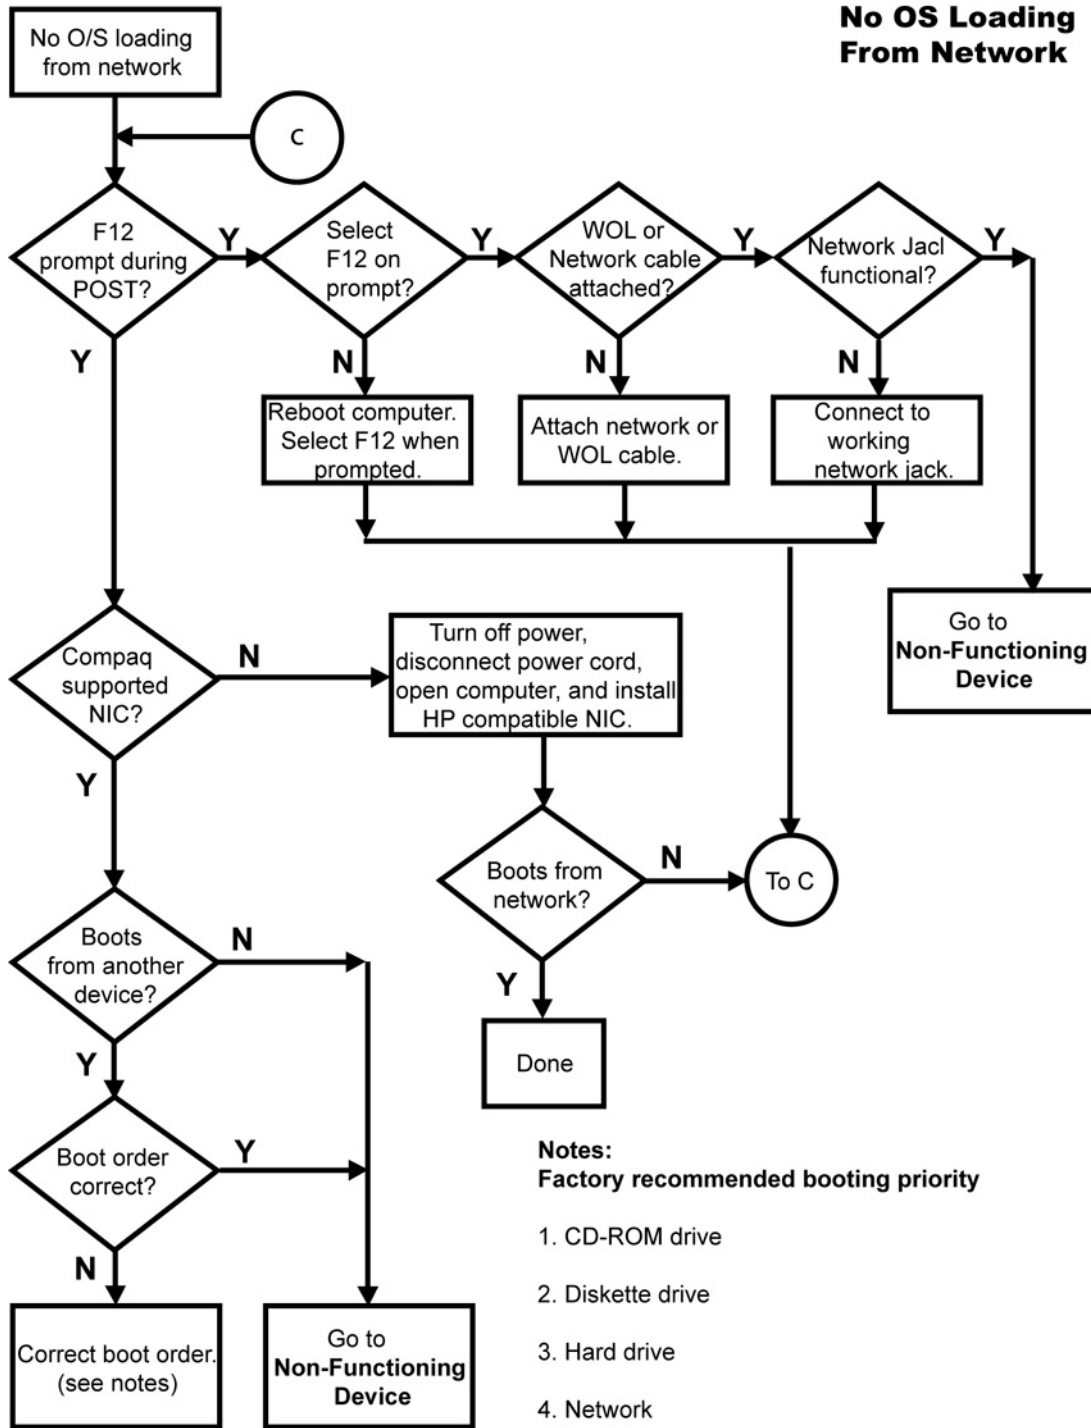 No OS Loading
From Network
No O/S loading
from network
C
F12
prompt during
POST?
Y
Y
Select
F12 on
prompt?
Y
N
WOL or
Network cable
attached?
Y
N
Network Jacl
functional?
Y
N
Reboot computer.
Select F12 when
prompted.
Attach network or
WOL cable.
Connect to
working
network jack.
Go to
Non-Functioning
Device
Compaq
supported
NIC?
N
Y
Turn off power,
disconnect power cord,
open computer, and install
HP compatible NIC.
Boots from
network?
N
Y
To C
Done
Boots
from another
device?
N
Y
Boot order
correct?
Y
N
Correct boot order.
(see notes)
Go to
Non-Functioning
Device
Notes:
Factory recommended booting priority
1. CD-ROM drive
2. Diskette drive
3. Hard drive
4. Network